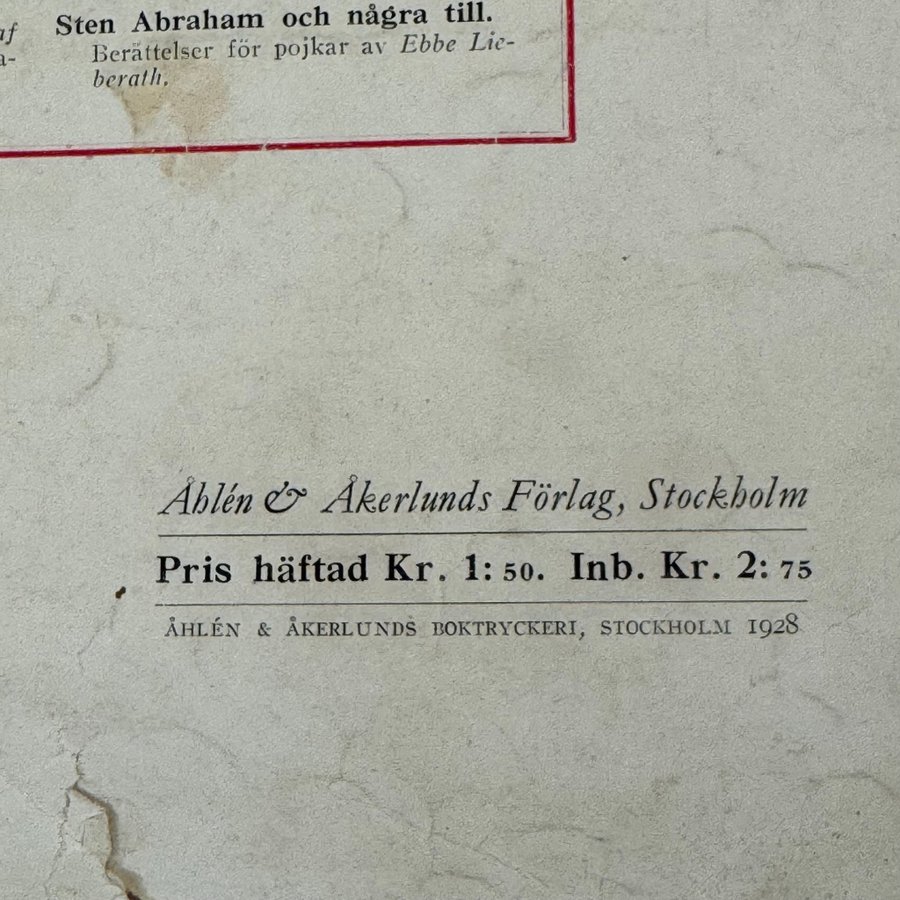 af
a-
Sten Abraham och några till.
Berättelser för pojkar av Ebbe Lie-
berath.
Åhlén & Åkerlunds Förlag, Stockholm
Pris häftad Kr. 1: 50. Inb. Kr. 2: 75
ÅHLÉN & ÅKERLUNDS BOKTRYCKERI, STOCKHOLM 1928